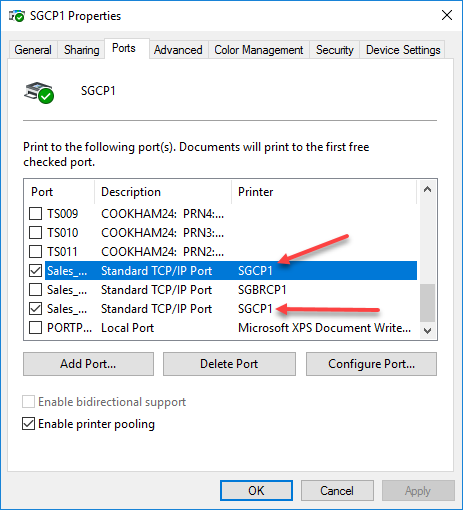 SGCP1 Properties
General Sharing Ports Advanced Color Management Security Device Settings
SGCP1
Print to the following port(s). Documents will print to the first free
checked port.
Port Description Printer
TS009 COOKHAM24: PRN4:...
TS010 COOKHAM24: PRN3:...
TS011 COOKHAM24: PRN2:...
Sales_... Standard TCP/IP Port SGCP1
Sales_... Standard TCP/IP Port SGBRCP1
Sales_... Standard TCP/IP Port SGCP1
PORTP... Local Port Microsoft XPS Document Write...
Add Port... Delete Port Configure Port...
Enable bidirectional support
Enable printer pooling
OK Cancel Apply